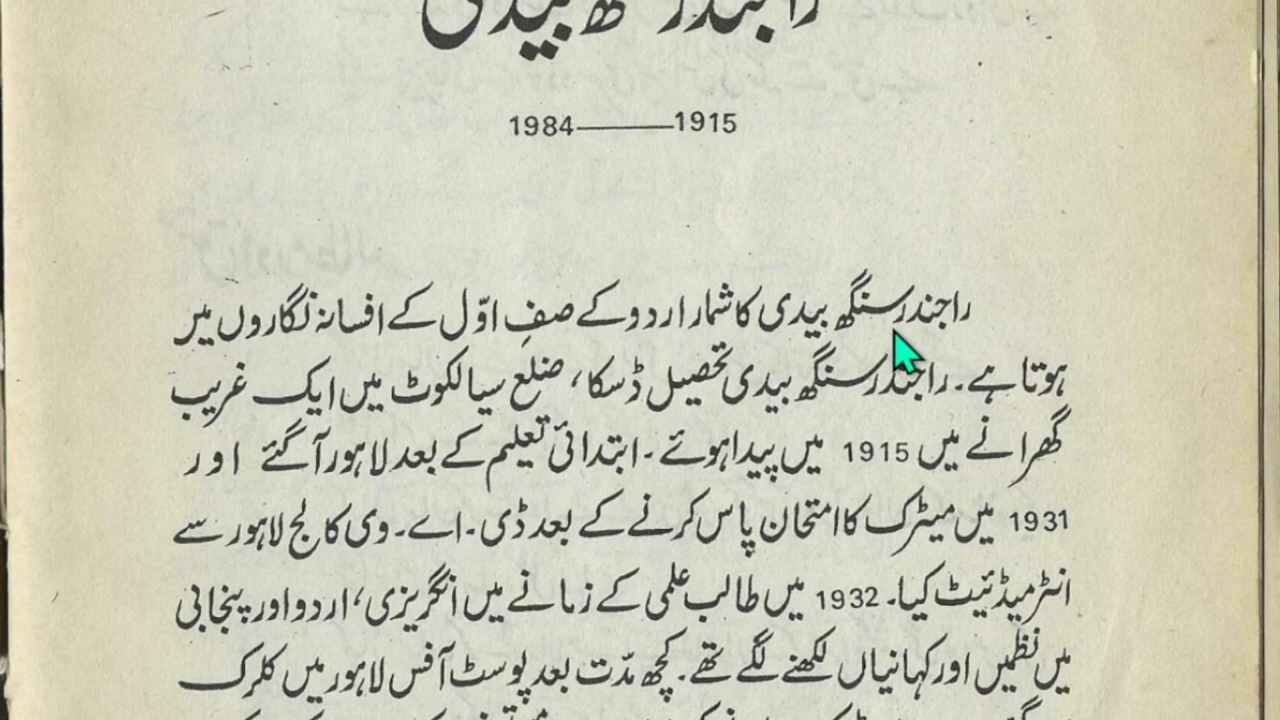 راجندر سنگھ بیدی
1915——1984
راجندر سنگھ بیدی کا شمار اردو کے صفِ اوّل کے افسانہ نگاروں میں
ہوتا ہے۔ راجندر سنگھ بیدی تحصیل ڈسکا، ضلع سیالکوٹ میں ایک غریب
گھرانے میں 1915 میں پیدا ہوئے۔ ابتدائی تعلیم کے بعد لاہور آ گئے اور
1931 میں میٹرک کا امتحان پاس کرنے کے بعد ڈی۔ اے۔ وی کالج لاہور سے
انٹرمیڈئیٹ کیا۔ 1932 میں طالب علمی کے زمانے میں انگریزی، اردو اور پنجابی
میں نظمیں اور کہانیاں لکھنے لگے تھے۔ کچھ مدّت بعد پوسٹ آفس لاہور میں کلرک